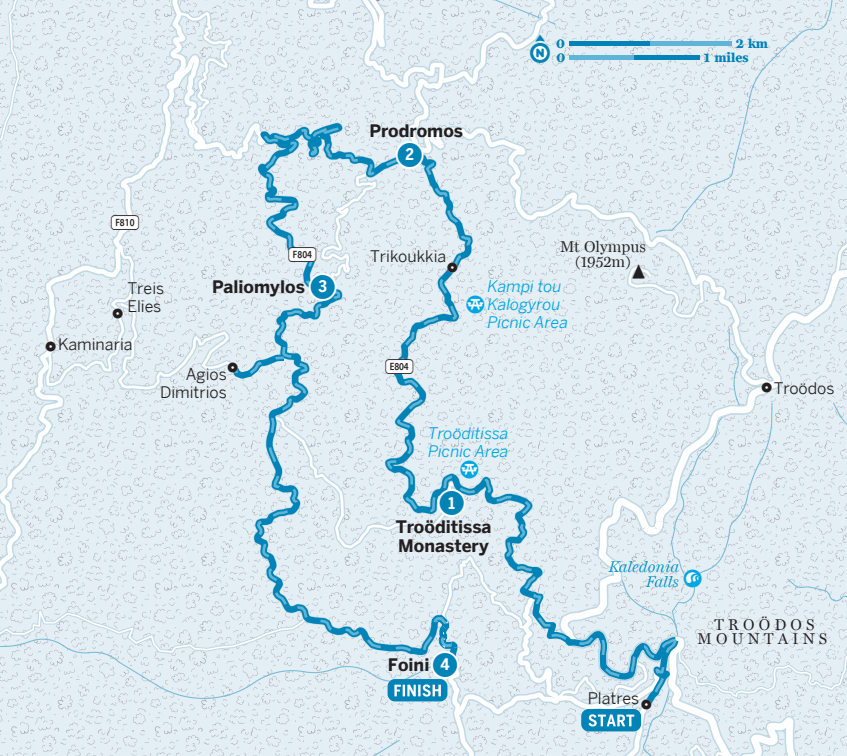 0 2 km
N
0 1 miles
Prodromos
2
F810
Trikoukkia
Mt Olympus
(1952m)
F804
Paliomylos 3
Treis
Elies
Kampi tou
Kalogyrou
Picnic Area
Kaminaria
Agios
Dimitrios
E804
Troödos
Troöditissa
Picnic Area
1
Troöditissa
Monastery
Kaledonia
Falls
TROÖDOS
MOUNTAINS
Foini 4
FINISH
Platres
START